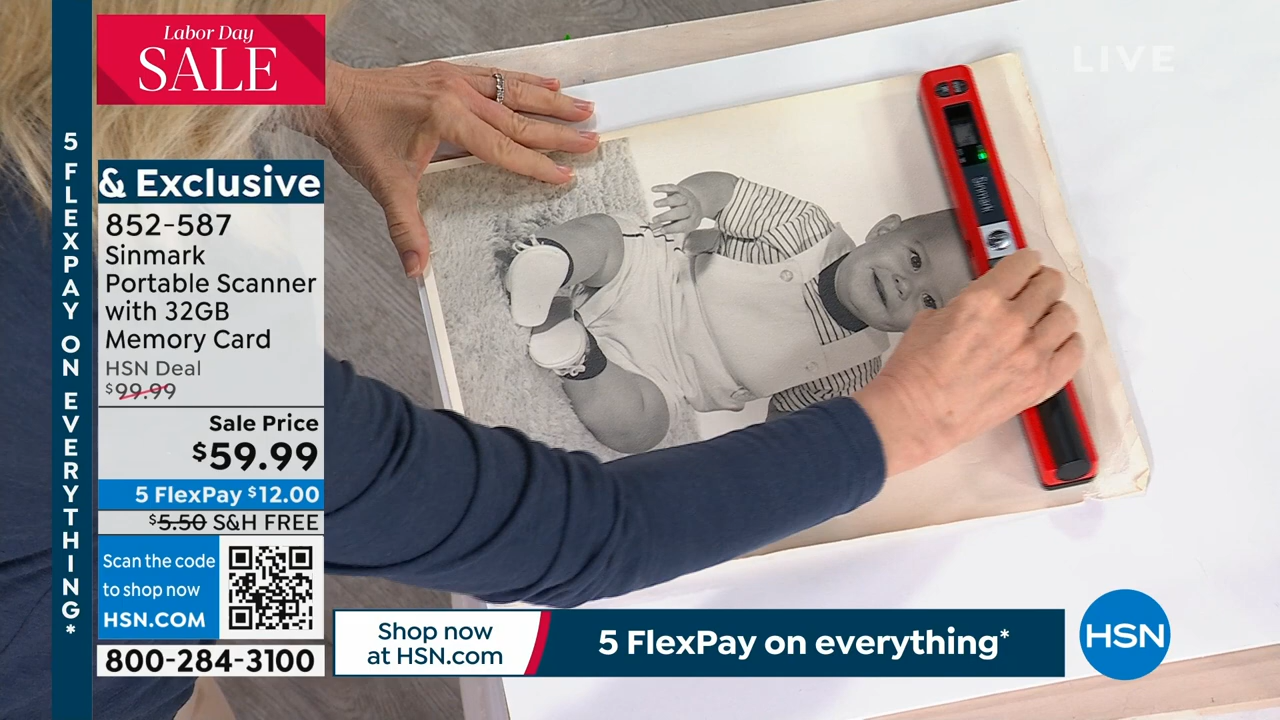 Labor Day
SALE
LIVE
5 FLEXPAY ON EVERYTHING*
& Exclusive
852-587
Sinmark
Portable Scanner
with 32GB
Memory Card
HSN Deal
$99.99
Sale Price
$59.99
5 FlexPay $12.00
$5.50 S&H FREE
Scan the code
to shop now
HSN.COM
800-284-3100
Sinmark
Shop now
at HSN.com
5 FlexPay on everything*
HSN